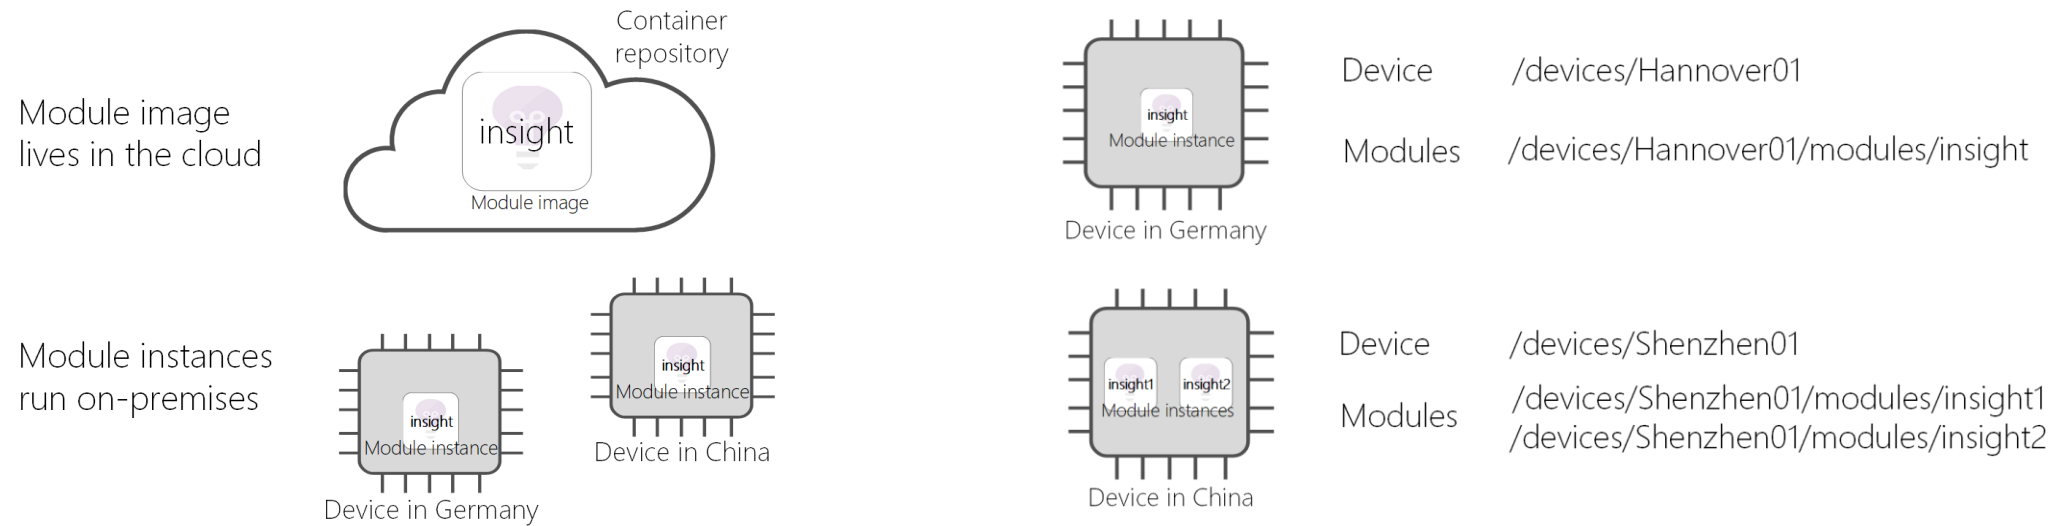 Container
repository
Module image
lives in the cloud
insight
Module image
Module instances
run on-premises
insight
Module instance
Device in Germany
insight
Module instance
Device in China
insight
Module instance
Device in Germany
Device /devices/Hannover01
Modules /devices/Hannover01/modules/insight
insight1 insight2
Module instances
Device in China
Device /devices/Shenzhen01
Modules /devices/Shenzhen01/modules/insight1
/devices/Shenzhen01/modules/insight2